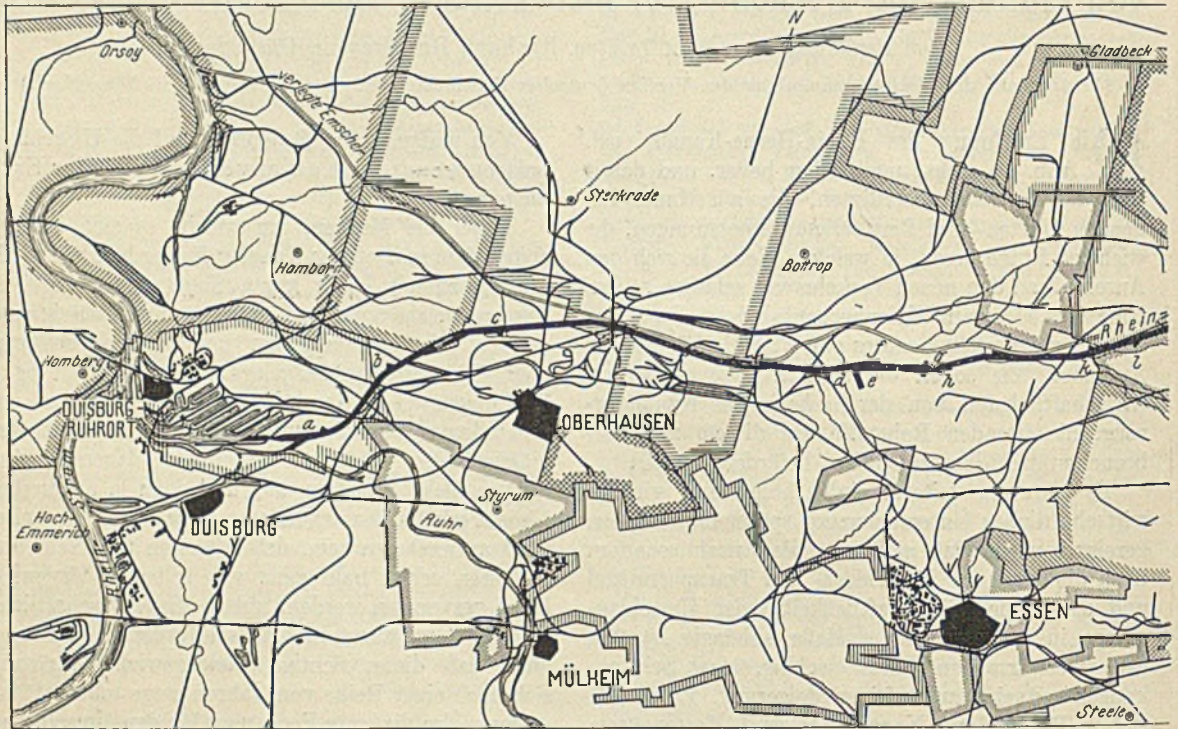 Orsoy
N
Gladbeck
verlegte Emscher
Sterkrade
Hamborn
Bottrop
Homberg
DUISBURG-
RUHRORT
a
b
c
OBERHAUSEN
d
e
f
g
h
i
k
l
Rhein=
DUISBURG
Hoch-
Emmerich
Rhein
Styrum
Ruhr
MÜLHEIM
ESSEN
Steele